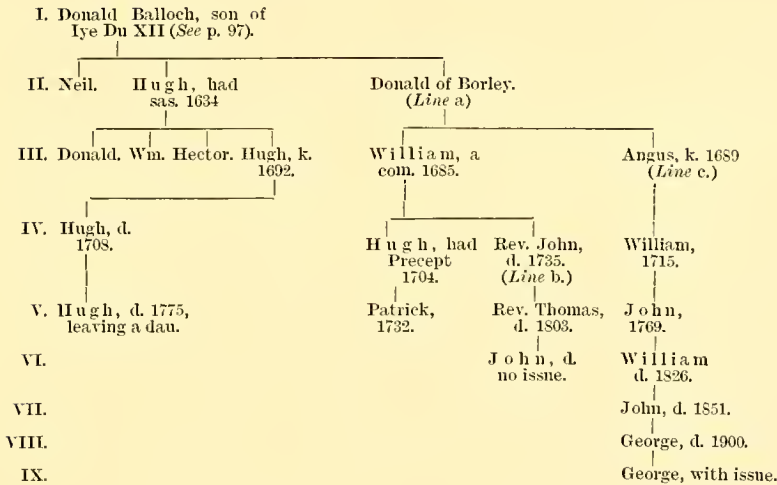 I. Donald Balloch, son of
Iye Du XII (See p. 97).
II. Neil. Hugh, had Donald of Borley.
sas. 1634 (Line a)
III. Donald. Wm. Hector. Hugh, k. William, a Angus, k. 1689
1692. com. 1685. (Line c.)
IV. Hugh, d.
1708. Hugh, had Rev. John, William,
Precept d. 1735. 1715.
1704. (Line b.)
V. Hugh, d. 1775, Patrick, Rev. Thomas, John,
leaving a dau. 1732. d. 1803. 1769.
VI. John, d. William
no issue. d. 1826.
VII. John, d. 1851.
VIII. George, d. 1900.
IX. George, with issue.